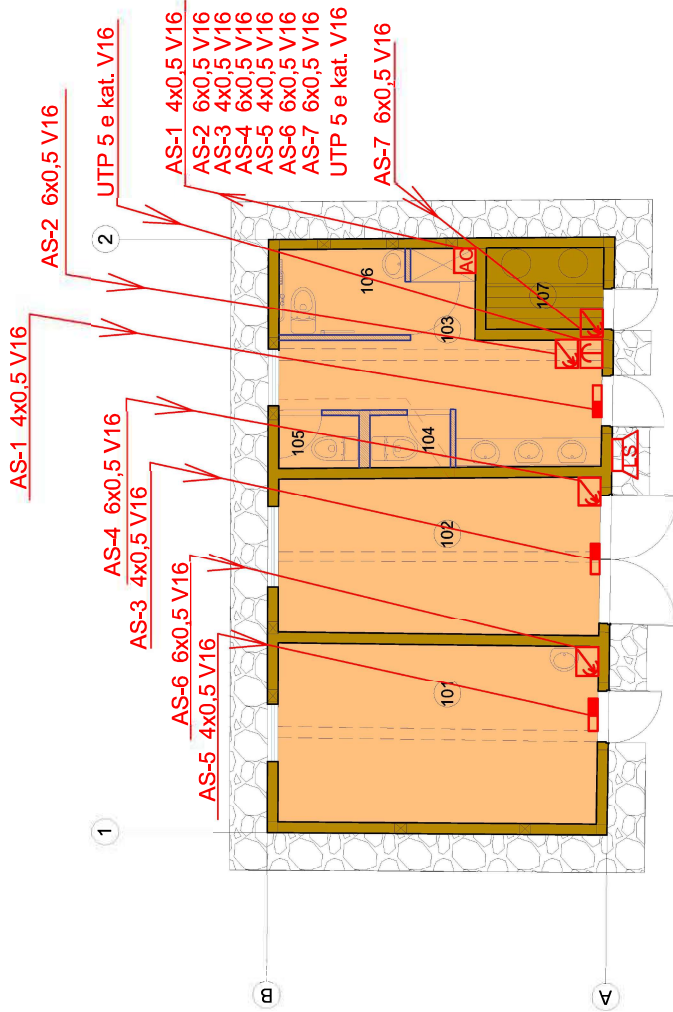 AS-1 4x0,5 V16
AS-2 6x0,5 V16
UTP 5 e kat. V16
AS-1 4x0,5 V16
AS-2 6x0,5 V16
AS-3 4x0,5 V16
AS-4 6x0,5 V16
AS-5 4x0,5 V16
AS-6 6x0,5 V16
AS-7 6x0,5 V16
UTP 5 e kat. V16
AS-7 6x0,5 V16
AS-4 6x0,5 V16
AS-3 4x0,5 V16
AS-6 6x0,5 V16
AS-5 4x0,5 V16
1
2
B
A
101
102
103
104
105
106
107
AC
LS